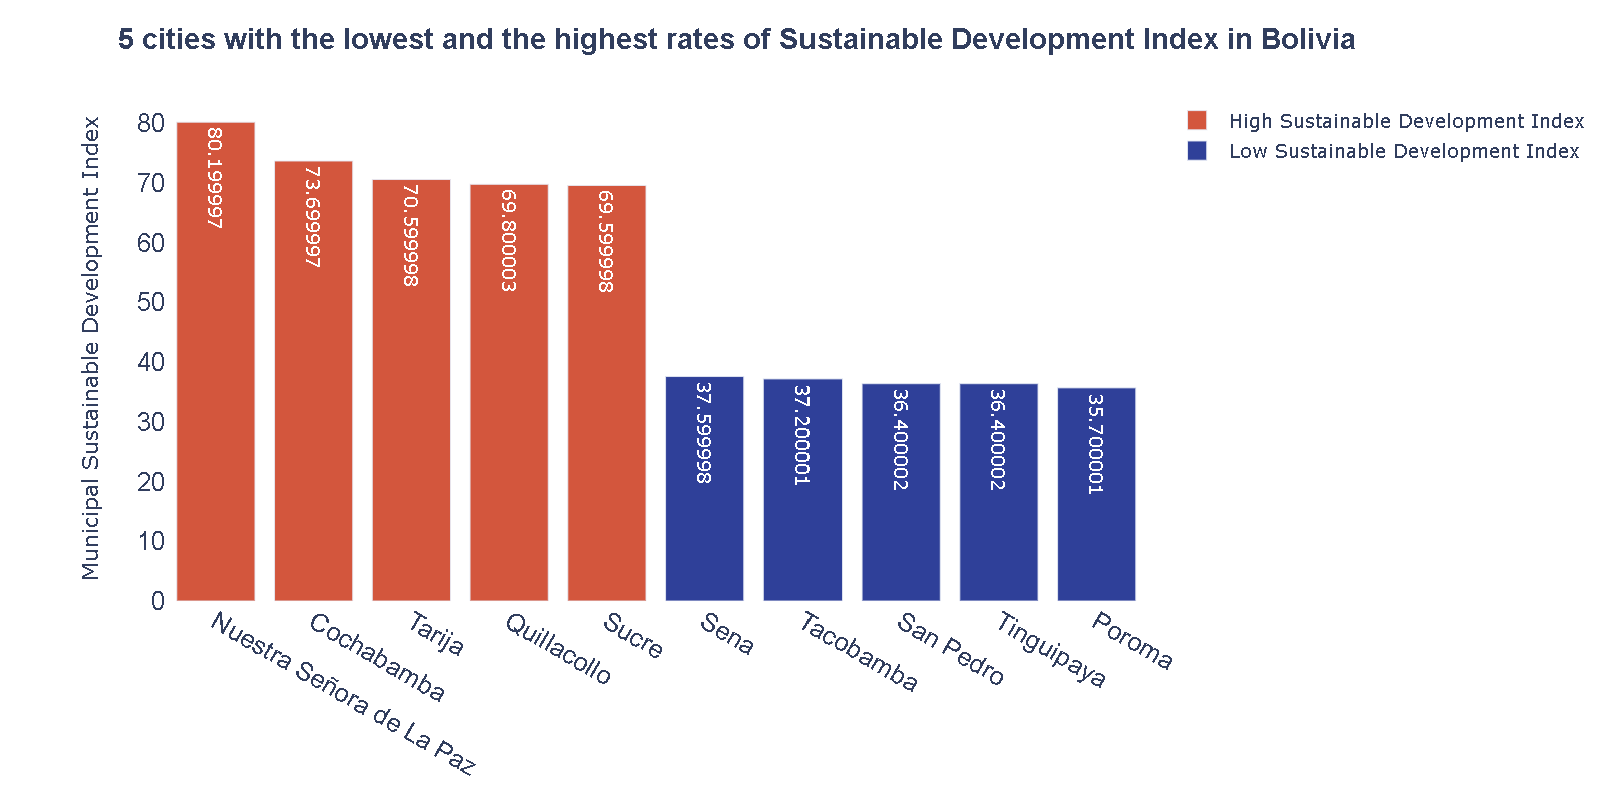 5 cities with the lowest and the highest rates of Sustainable Development Index in Bolivia
High Sustainable Development Index
Low Sustainable Development Index
Municipal Sustainable Development Index
80
70
60
50
40
30
20
10
0
80.199997
73.6999997
70.599998
69.800003
69.599998
37.599998
37.200001
36.400002
36.400002
35.700001
Nuestra Señora de La Paz
Cochabamba
Tarija
Quillacollo
Sucre
Sena
Tacobamba
San Pedro
Tinguipaya
Poroma